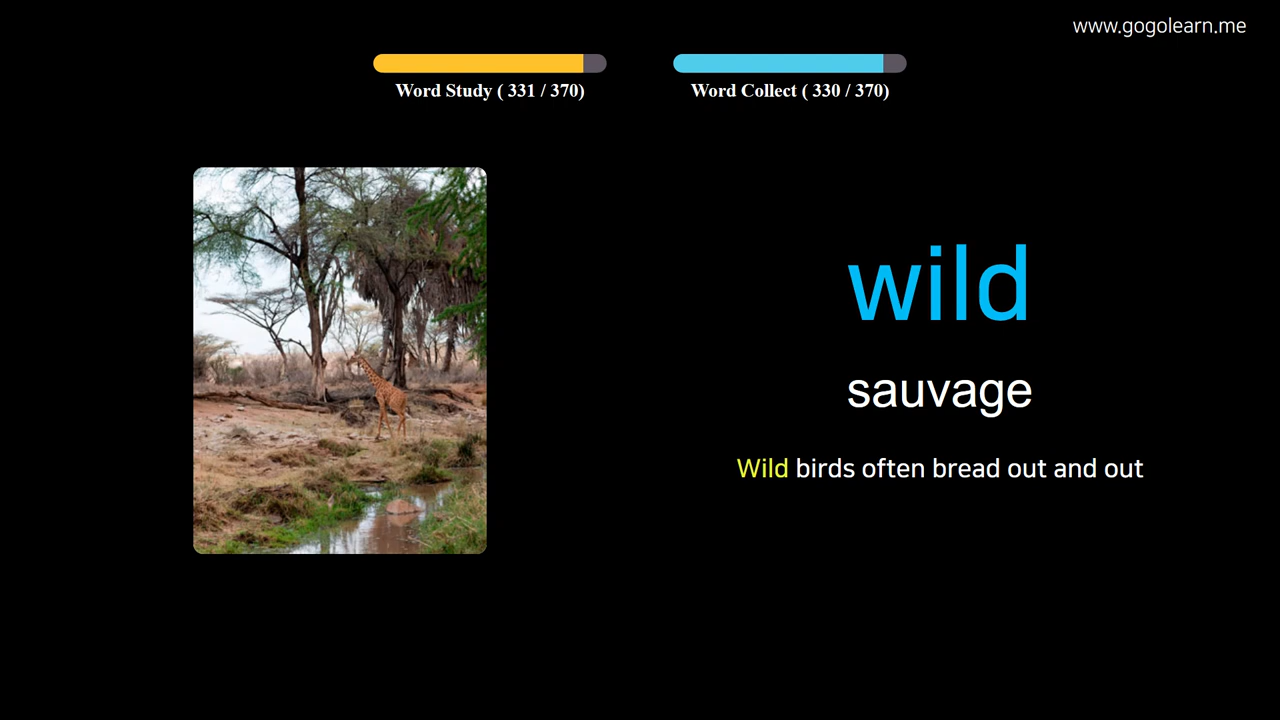 www.gogolearn.me
Word Study ( 331 / 370)
Word Collect ( 330 / 370)
wild
sauvage
Wild birds often bread out and out